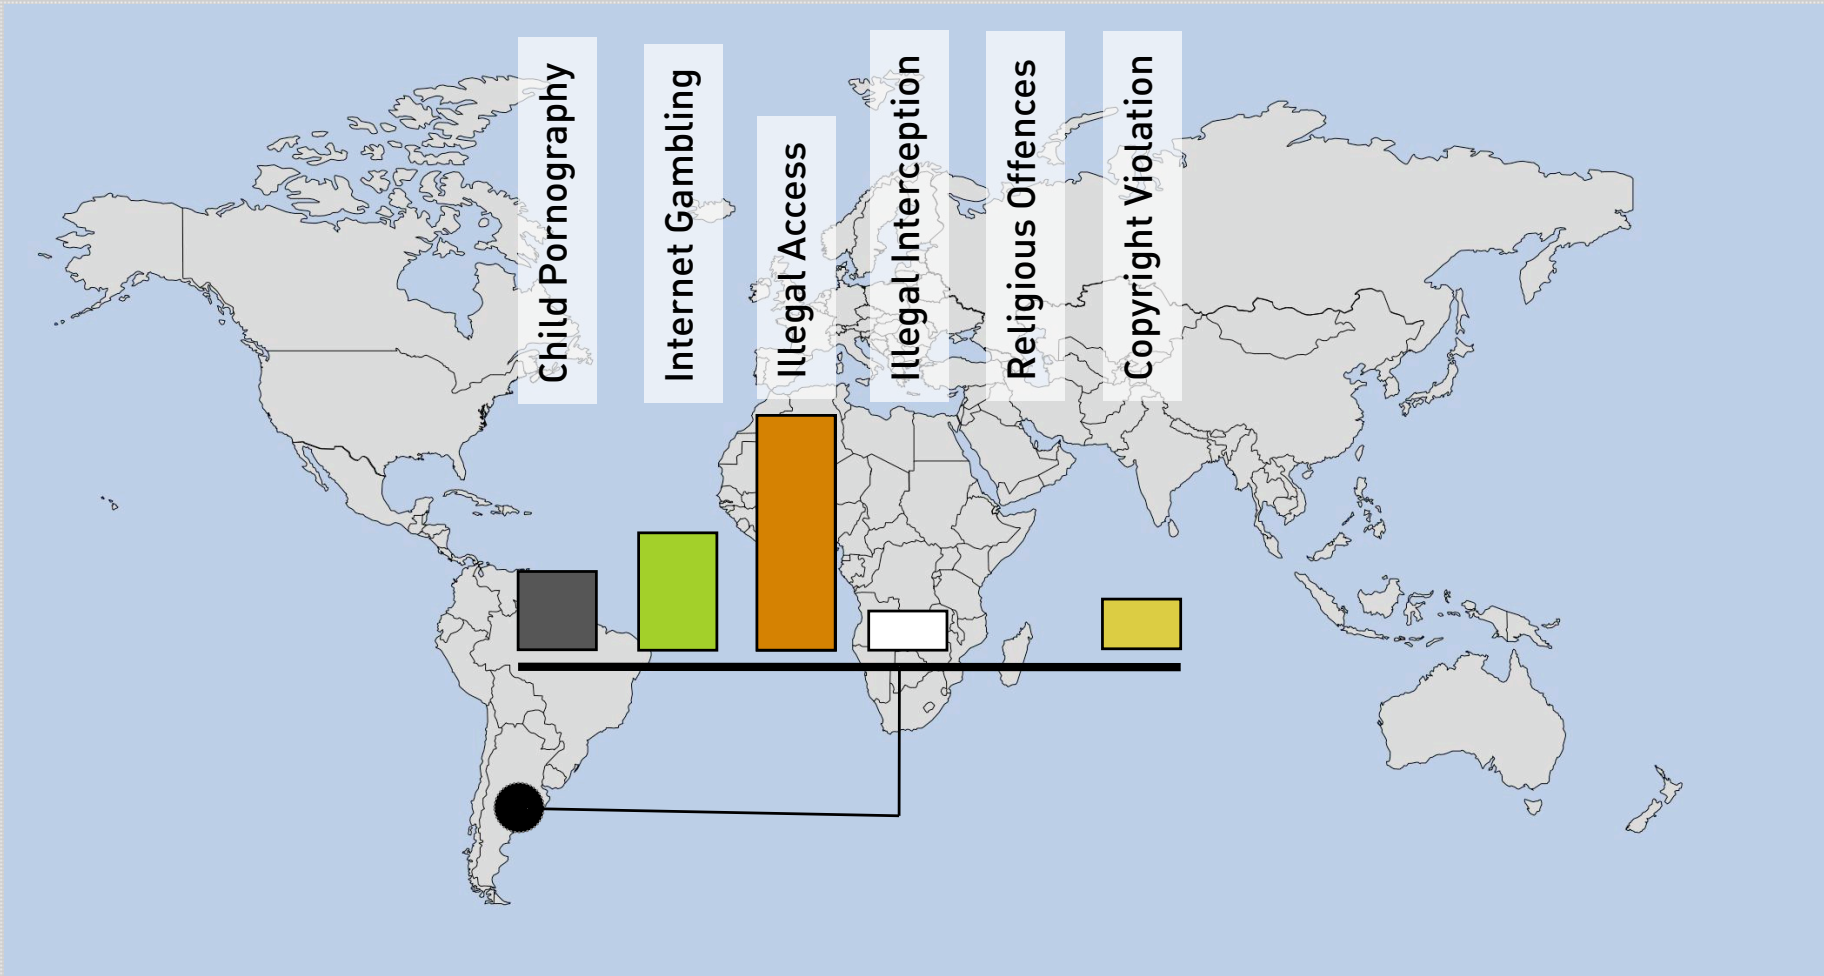 Child Pornography
Internet Gambling
Illegal Access
Illegal Interception
Religious Offences
Copyright Violation